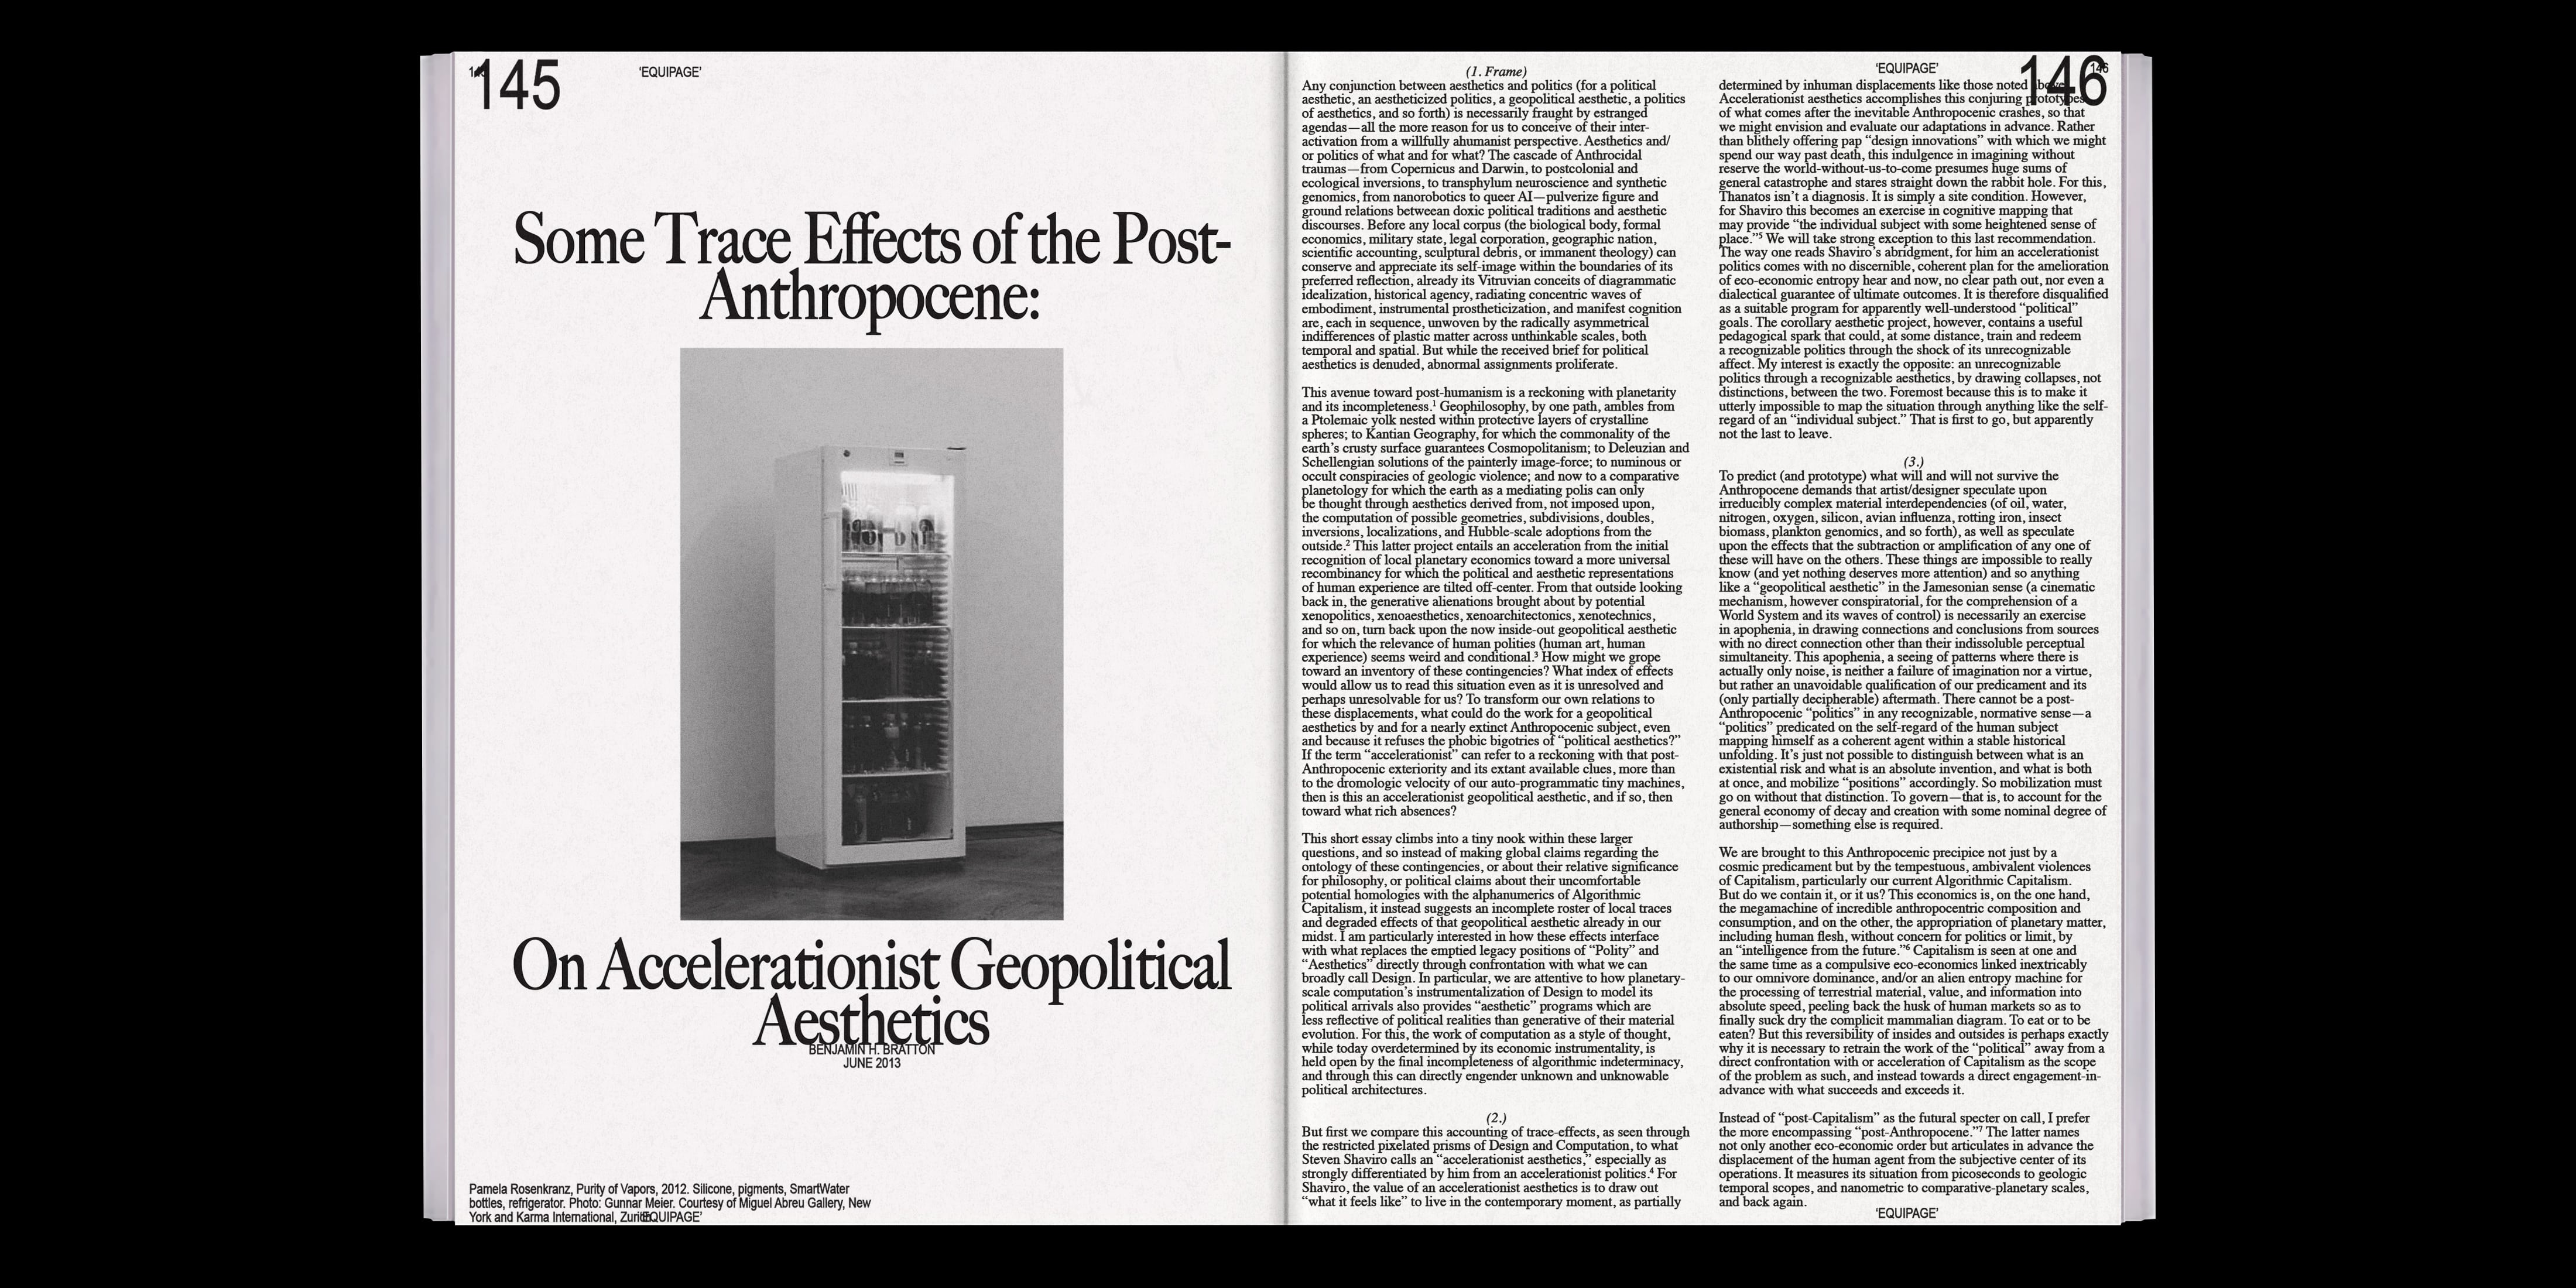 145
'EQUIPAGE'
Some Trace Effects of the Post-
Anthropocene:
On Accelerationist Geopolitical
Aesthetics
BENJAMIN H. BRATTON
JUNE 2013
Pamela Rosenkranz, Purity of Vapors, 2012. Silicone, pigments, SmartWater
bottles, refrigerator. Photo: Gunnar Meier. Courtesy of Miguel Abreu Gallery, New
York and Karma International, Zurich.
'EQUIPAGE'
(1. Frame)
Any conjunction between aesthetics and politics (for a political
aesthetic, an aestheticized politics, a geopolitical aesthetic, a politics
of aesthetics, and so forth) is necessarily fraught by estranged
agendas—all the more reason for us to conceive of their inter-
activation from a willfully ahumanist perspective. Aesthetics and/
or politics of what and for what? The cascade of Anthrocidal
traumas—from Copernicus and Darwin, to postcolonial and
ecological inversions, to transphylum neuroscience and synthetic
genomics, from nanorobotics to queer AI—pulverize figure and
ground relations betweean doxic political traditions and aesthetic
discourses. Before any local corpus (the biological body, formal
economics, military state, legal corporation, geographic nation,
scientific accounting, sculptural debris, or immanent theology) can
conserve and appreciate its self-image within the boundaries of its
preferred reflection, already its Vitruvian conceits of diagrammatic
idealization, historical agency, radiating concentric waves of
embodiment, instrumental prostheticization, and manifest cognition
are, each in sequence, unwoven by the radically asymmetrical
indifferences of plastic matter across unthinkable scales, both
temporal and spatial. But while the received brief for political
aesthetics is denuded, abnormal assignments proliferate.
This avenue toward post-humanism is a reckoning with planetarity
and its incompleteness.¹ Geophilosophy, by one path, ambles from
a Ptolemaic yolk nested within protective layers of crystalline
spheres; to Kantian Geography, for which the commonality of the
earth's crusty surface guarantees Cosmopolitanism; to Deleuzian and
Schellengian solutions of the painterly image-force; to numinous or
occult conspiracies of geologic violence; and now to a comparative
planetology for which the earth as a mediating polis can only
be thought through aesthetics derived from, not imposed upon,
the computation of possible geometries, subdivisions, doubles,
inversions, localizations, and Hubble-scale adoptions from the
outside.² This latter project entails an acceleration from the initial
recognition of local planetary economics toward a more universal
recombinancy for which the political and aesthetic representations
of human experience are tilted off-center. From that outside looking
back in, the generative alienations brought about by potential
xenopolitics, xenoaesthetics, xenoarchitectonics, xenotechnics,
and so on, turn back upon the now inside-out geopolitical aesthetic
for which the relevance of human polities (human art, human
experience) seems weird and conditional.³ How might we grope
toward an inventory of these contingencies? What index of effects
would allow us to read this situation even as it is unresolved and
perhaps unresolvable for us? To transform our own relations to
these displacements, what could do the work for a geopolitical
aesthetics by and for a nearly extinct Anthropocenic subject, even
and because it refuses the phobic bigotries of “political aesthetics?”
If the term “accelerationist” can refer to a reckoning with that post-
Anthropocenic exteriority and its extant available clues, more than
to the dromologic velocity of our auto-programmatic tiny machines,
then is this an accelerationist geopolitical aesthetic, and if so, then
toward what rich absences?
This short essay climbs into a tiny nook within these larger
questions, and so instead of making global claims regarding the
ontology of these contingencies, or about their relative significance
for philosophy, or political claims about their uncomfortable
potential homologies with the alphanumerics of Algorithmic
Capitalism, it instead suggests an incomplete roster of local traces
and degraded effects of that geopolitical aesthetic already in our
midst. I am particularly interested in how these effects interface
with what replaces the emptied legacy positions of “Polity” and
“Aesthetics” directly through confrontation with what we can
broadly call Design. In particular, we are attentive to how planetary-
scale computation's instrumentalization of Design to model its
political arrivals also provides “aesthetic” programs which are
less reflective of political realities than generative of their material
evolution. For this, the work of computation as a style of thought,
while today overdetermined by its economic instrumentality, is
held open by the final incompleteness of algorithmic indeterminacy,
and through this can directly engender unknown and unknowable
political architectures.
(2.)
But first we compare this accounting of trace-effects, as seen through
the restricted pixelated prisms of Design and Computation, to what
Steven Shaviro calls an “accelerationist aesthetics,” especially as
strongly differentiated by him from an accelerationist politics.⁴ For
Shaviro, the value of an accelerationist aesthetics is to draw out
“what it feels like” to live in the contemporary moment, as partially
'EQUIPAGE'
146
146
determined by inhuman displacements like those noted above.
Accelerationist aesthetics accomplishes this conjuring prototypes
of what comes after the inevitable Anthropocenic crashes, so that
we might envision and evaluate our adaptations in advance. Rather
than blithely offering pap “design innovations” with which we might
spend our way past death, this indulgence in imagining without
reserve the world-without-us-to-come presumes huge sums of
general catastrophe and stares straight down the rabbit hole. For this,
Thanatos isn't a diagnosis. It is simply a site condition. However,
for Shaviro this becomes an exercise in cognitive mapping that
may provide “the individual subject with some heightened sense of
place.”⁵ We will take strong exception to this last recommendation.
The way one reads Shaviro's abridgment, for him an accelerationist
politics comes with no discernible, coherent plan for the amelioration
of eco-economic entropy hear and now, no clear path out, nor even a
dialectical guarantee of ultimate outcomes. It is therefore disqualified
as a suitable program for apparently well-understood “political”
goals. The corollary aesthetic project, however, contains a useful
pedagogical spark that could, at some distance, train and redeem
a recognizable politics through the shock of its unrecognizable
affect. My interest is exactly the opposite: an unrecognizable
politics through a recognizable aesthetics, by drawing collapses, not
distinctions, between the two. Foremost because this is to make it
utterly impossible to map the situation through anything like the self-
regard of an “individual subject.” That is first to go, but apparently
not the last to leave.
(3.)
To predict (and prototype) what will and will not survive the
Anthropocene demands that artist/designer speculate upon
irreducibly complex material interdependencies (of oil, water,
nitrogen, oxygen, silicon, avian influenza, rotting iron, insect
biomass, plankton genomics, and so forth), as well as speculate
upon the effects that the subtraction or amplification of any one of
these will have on the others. These things are impossible to really
know (and yet nothing deserves more attention) and so anything
like a “geopolitical aesthetic” in the Jamesonian sense (a cinematic
mechanism, however conspiratorial, for the comprehension of a
World System and its waves of control) is necessarily an exercise
in apophenia, in drawing connections and conclusions from sources
with no direct connection other than their indissoluble perceptual
simultaneity. This apophenia, a seeing of patterns where there is
actually only noise, is neither a failure of imagination nor a virtue,
but rather an unavoidable qualification of our predicament and its
(only partially decipherable) aftermath. There cannot be a post-
Anthropocenic “politics” in any recognizable, normative sense—a
“politics” predicated on the self-regard of the human subject
mapping himself as a coherent agent within a stable historical
unfolding. It's just not possible to distinguish between what is an
existential risk and what is an absolute invention, and what is both
at once, and mobilize “positions” accordingly. So mobilization must
go on without that distinction. To govern—that is, to account for the
general economy of decay and creation with some nominal degree of
authorship—something else is required.
We are brought to this Anthropocenic precipice not just by a
cosmic predicament but by the tempestuous, ambivalent violences
of Capitalism, particularly our current Algorithmic Capitalism.
But do we contain it, or it us? This economics is, on the one hand,
the megamachine of incredible anthropocentric composition and
consumption, and on the other, the appropriation of planetary matter,
including human flesh, without concern for politics or limit, by
an “intelligence from the future.”⁶ Capitalism is seen at one and
the same time as a compulsive eco-economics linked inextricably
to our omnivore dominance, and/or an alien entropy machine for
the processing of terrestrial material, value, and information into
absolute speed, peeling back the husk of human markets so as to
finally suck dry the complicit mammalian diagram. To eat or to be
eaten? But this reversibility of insides and outsides is perhaps exactly
why it is necessary to retrain the work of the “political” away from a
direct confrontation with or acceleration of Capitalism as the scope
of the problem as such, and instead towards a direct engagement-in-
advance with what succeeds and exceeds it.
Instead of “post-Capitalism” as the futural specter on call, I prefer
the more encompassing “post-Anthropocene.”⁷ The latter names
not only another eco-economic order but articulates in advance the
displacement of the human agent from the subjective center of its
operations. It measures its situation from picoseconds to geologic
temporal scopes, and nanometric to comparative-planetary scales,
and back again.
'EQUIPAGE'